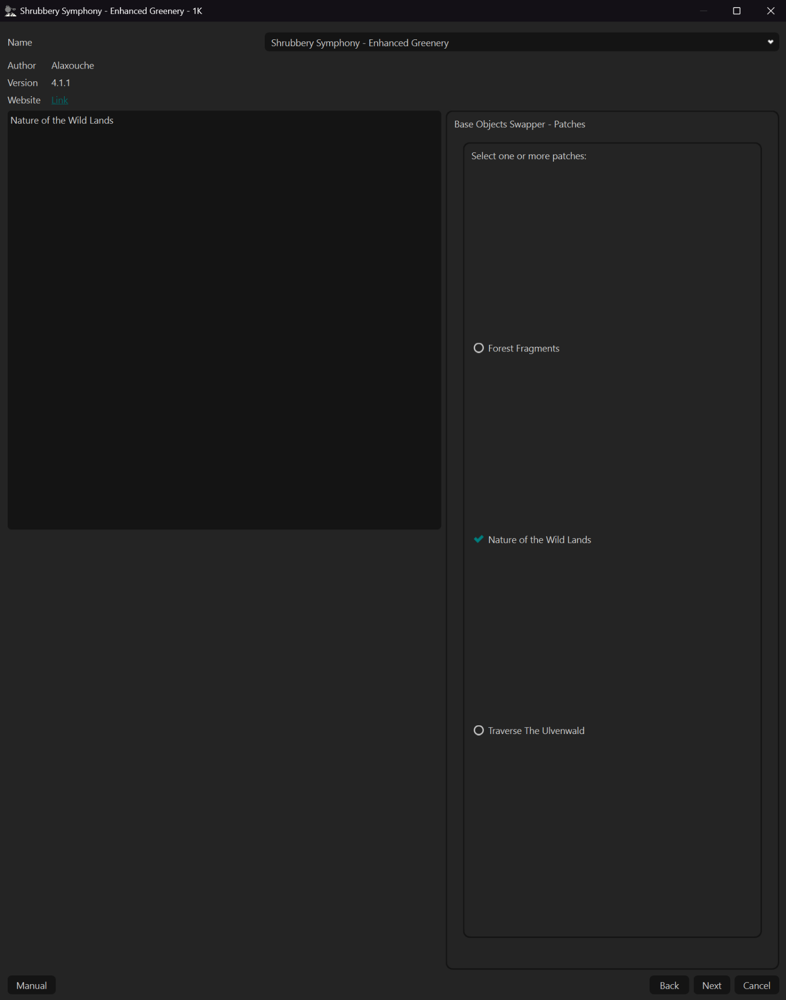 Shrubbery Symphony - Enhanced Greenery - 1K
Name
Shrubbery Symphony - Enhanced Greenery
Author Alaxouche
Version 4.1.1
Website Link
Nature of the Wild Lands
Base Objects Swapper - Patches
Select one or more patches:
Forest Fragments
Nature of the Wild Lands
Traverse The Ulvenwald
Manual
Back
Next
Cancel